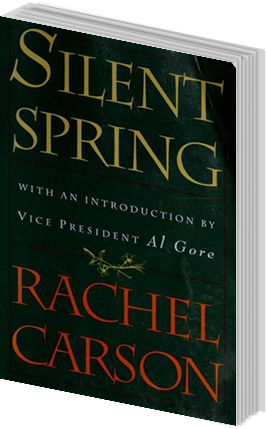 SILENT
SPRING
WITH AN INTRODUCTION BY
VICE PRESIDENT Al Gore
RACHEL
CARSON